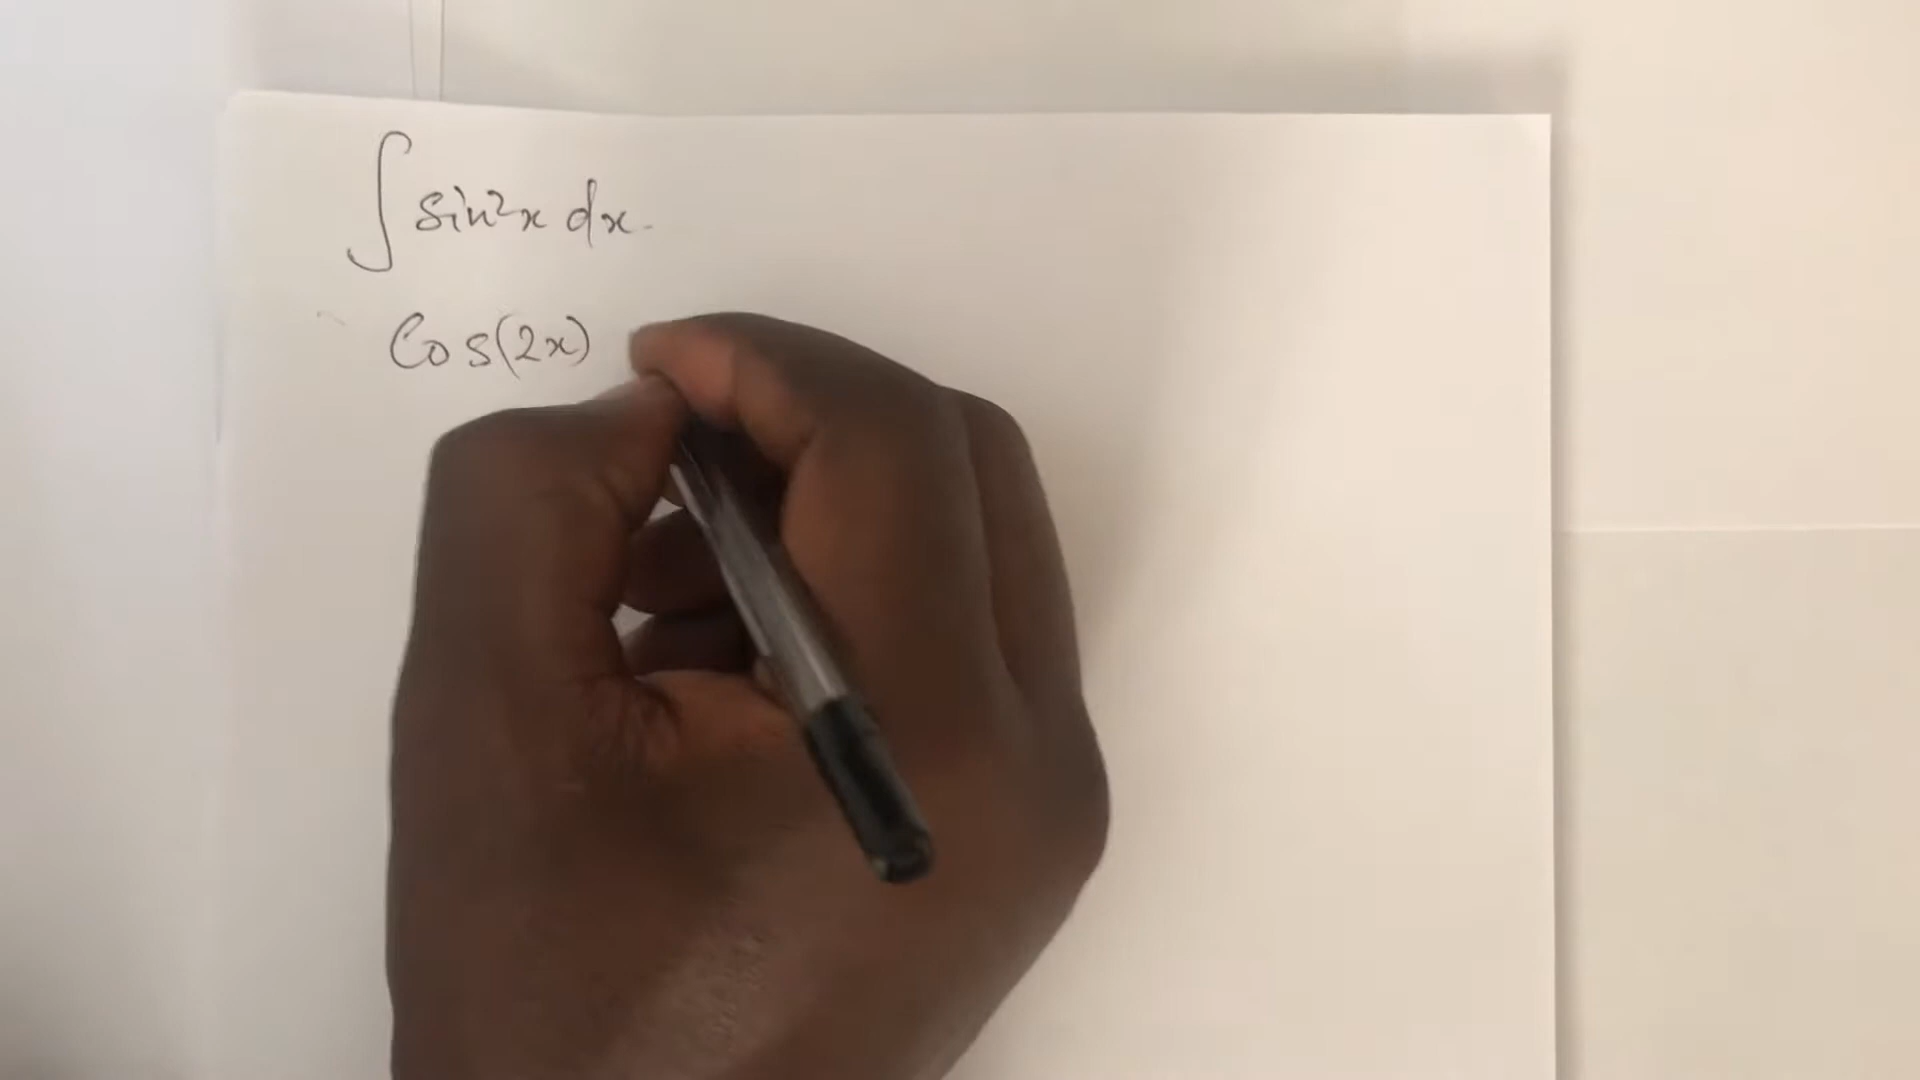 ∫ sin²x dx.
Cos(2x)